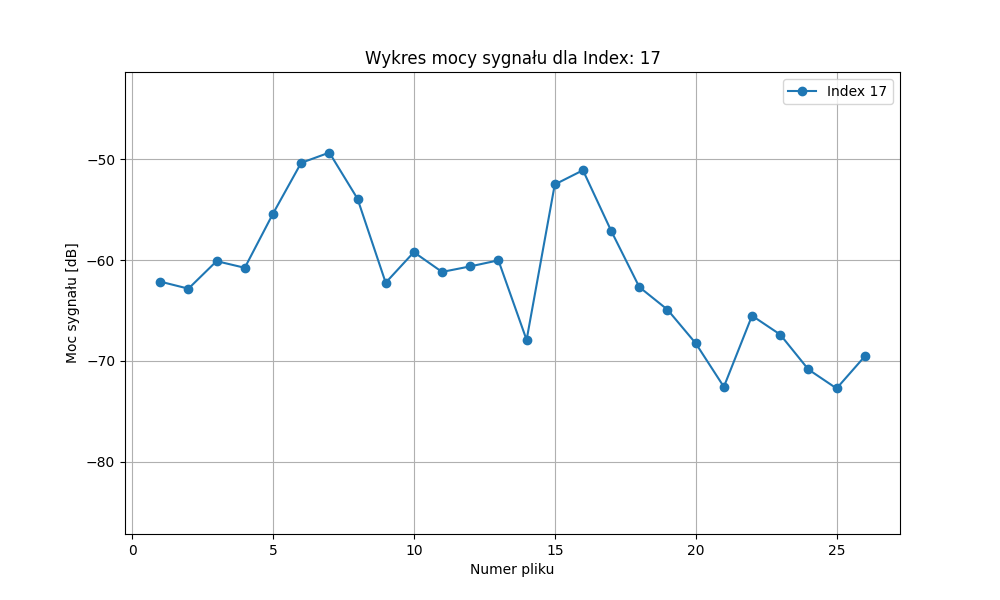 Wykres mocy sygnału dla Index: 17
Index 17
Moc sygnału [dB]
−50
−60
−70
−80
0 5 10 15 20 25
Numer pliku